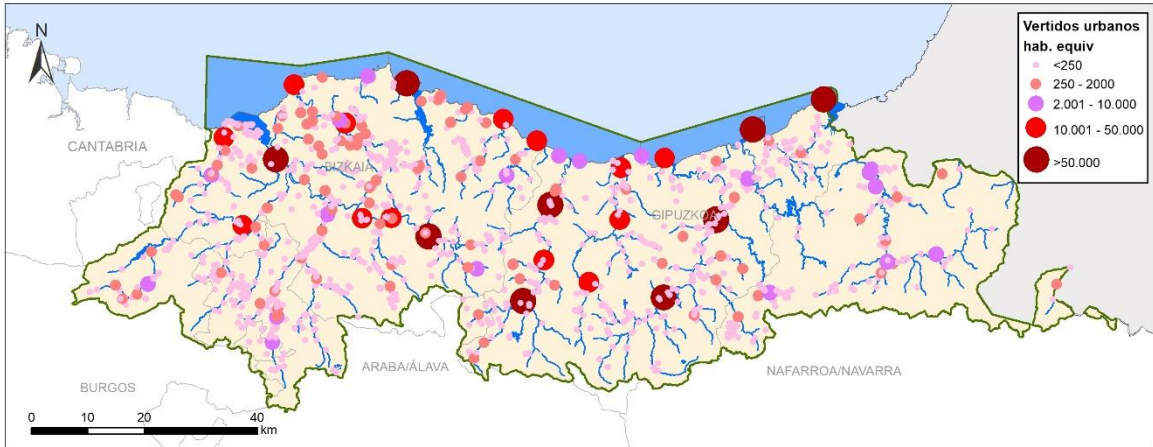 N
Vertidos urbanos
hab. equiv
<250
250 - 2000
2.001 - 10.000
10.001 - 50.000
>50.000
CANTABRIA
BIZKAIA
GIPUZKOA
ARABA/ÁLAVA
NAFARROA/NAVARRA
BURGOS
0 10 20 40
km